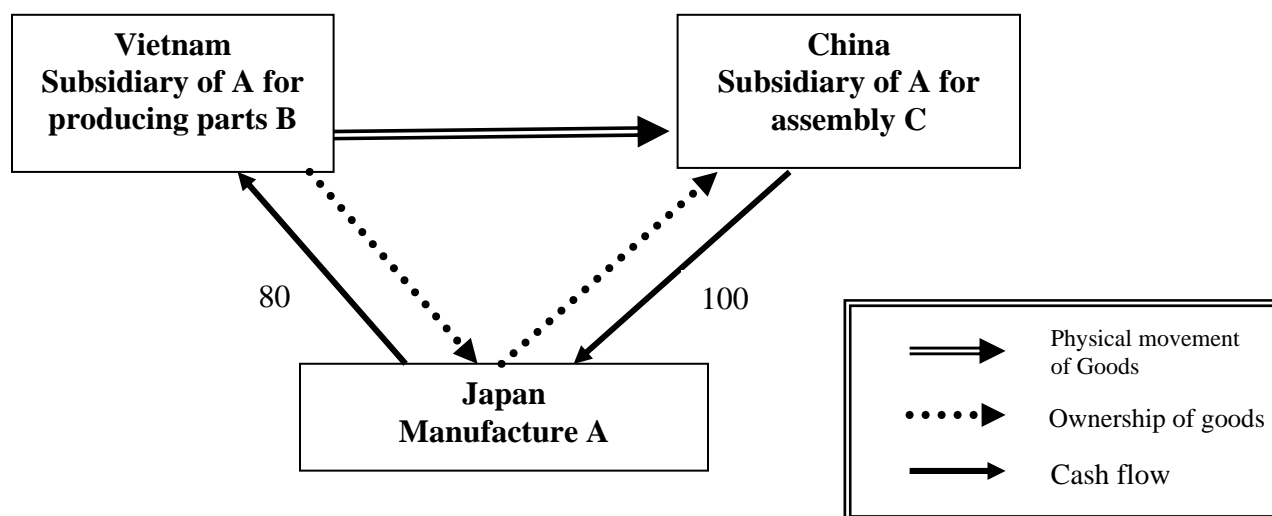 Vietnam
Subsidiary of A for
producing parts B
China
Subsidiary of A for
assembly C
80
100
Japan
Manufacture A
Physical movement
of Goods
Ownership of goods
Cash flow